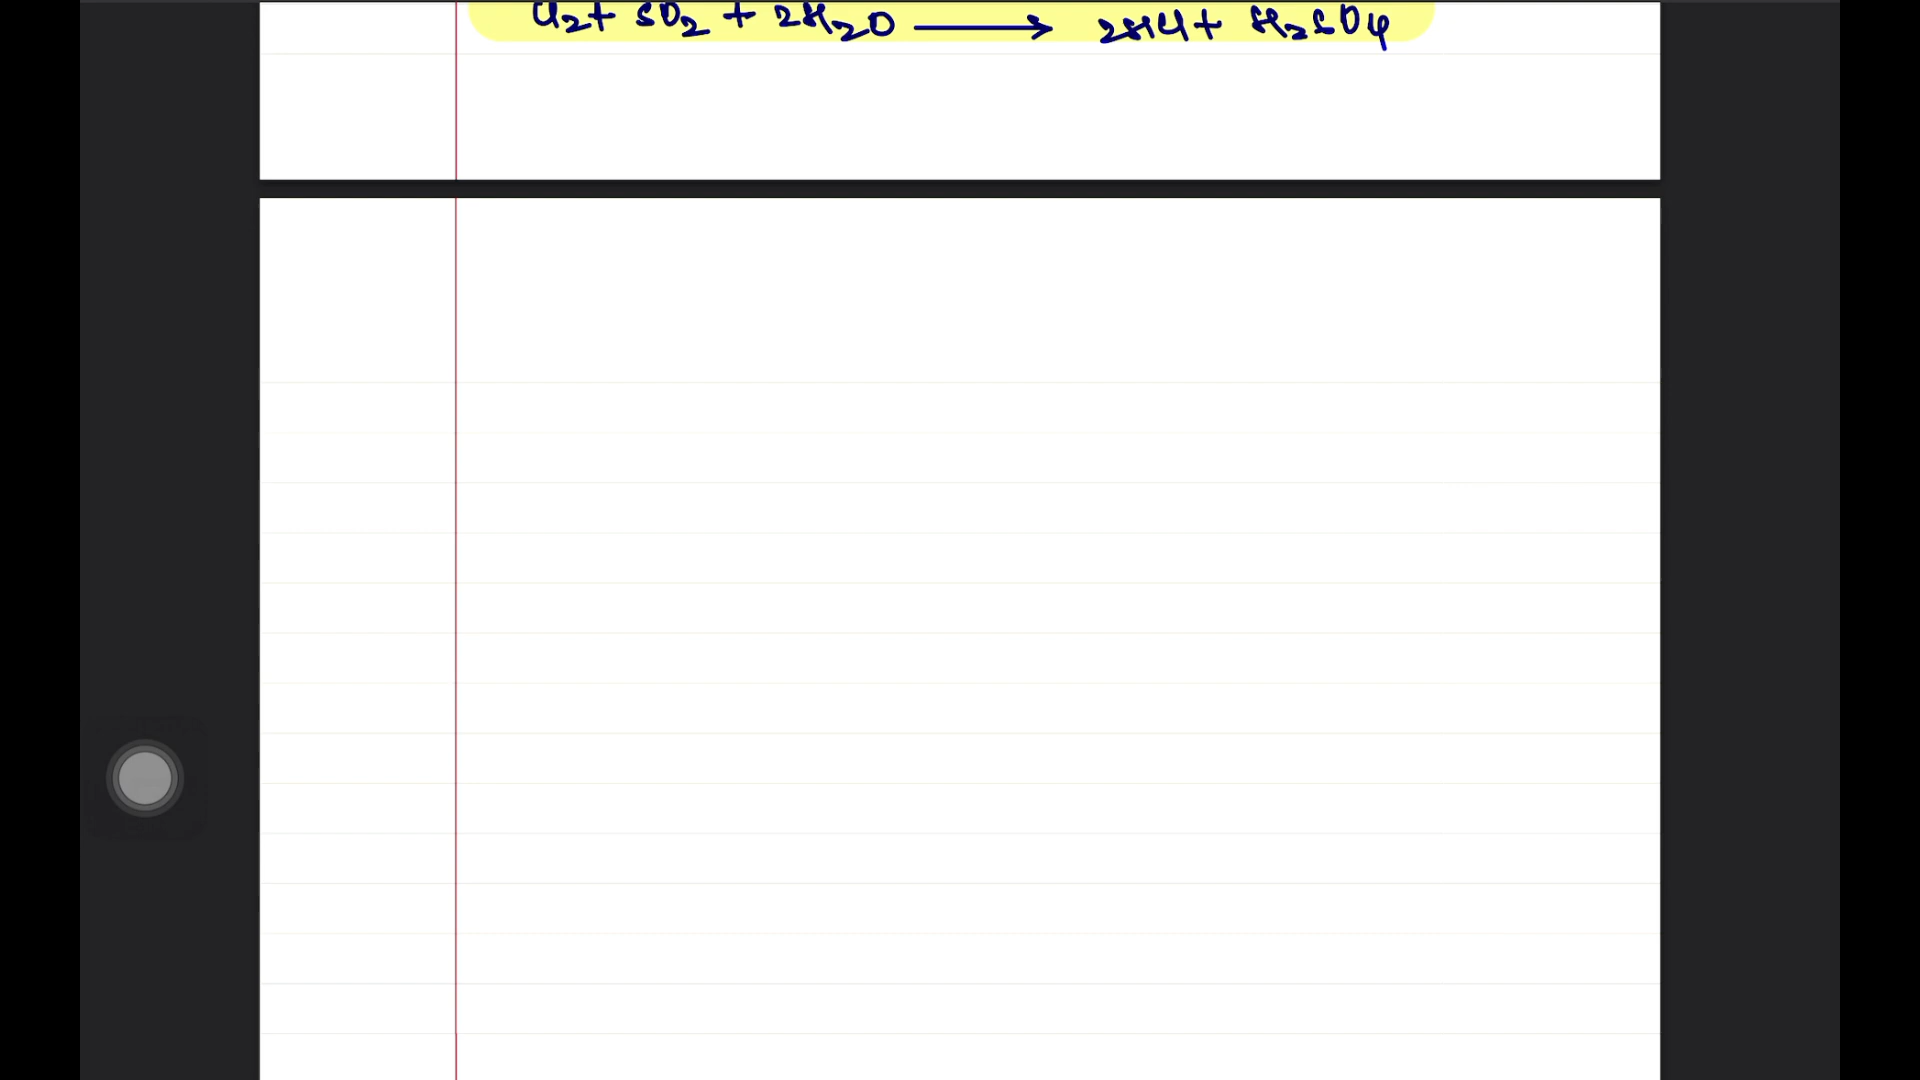 Cl₂ + SO₂ + 2H₂O ⟶ 2HCl + H₂SO₄